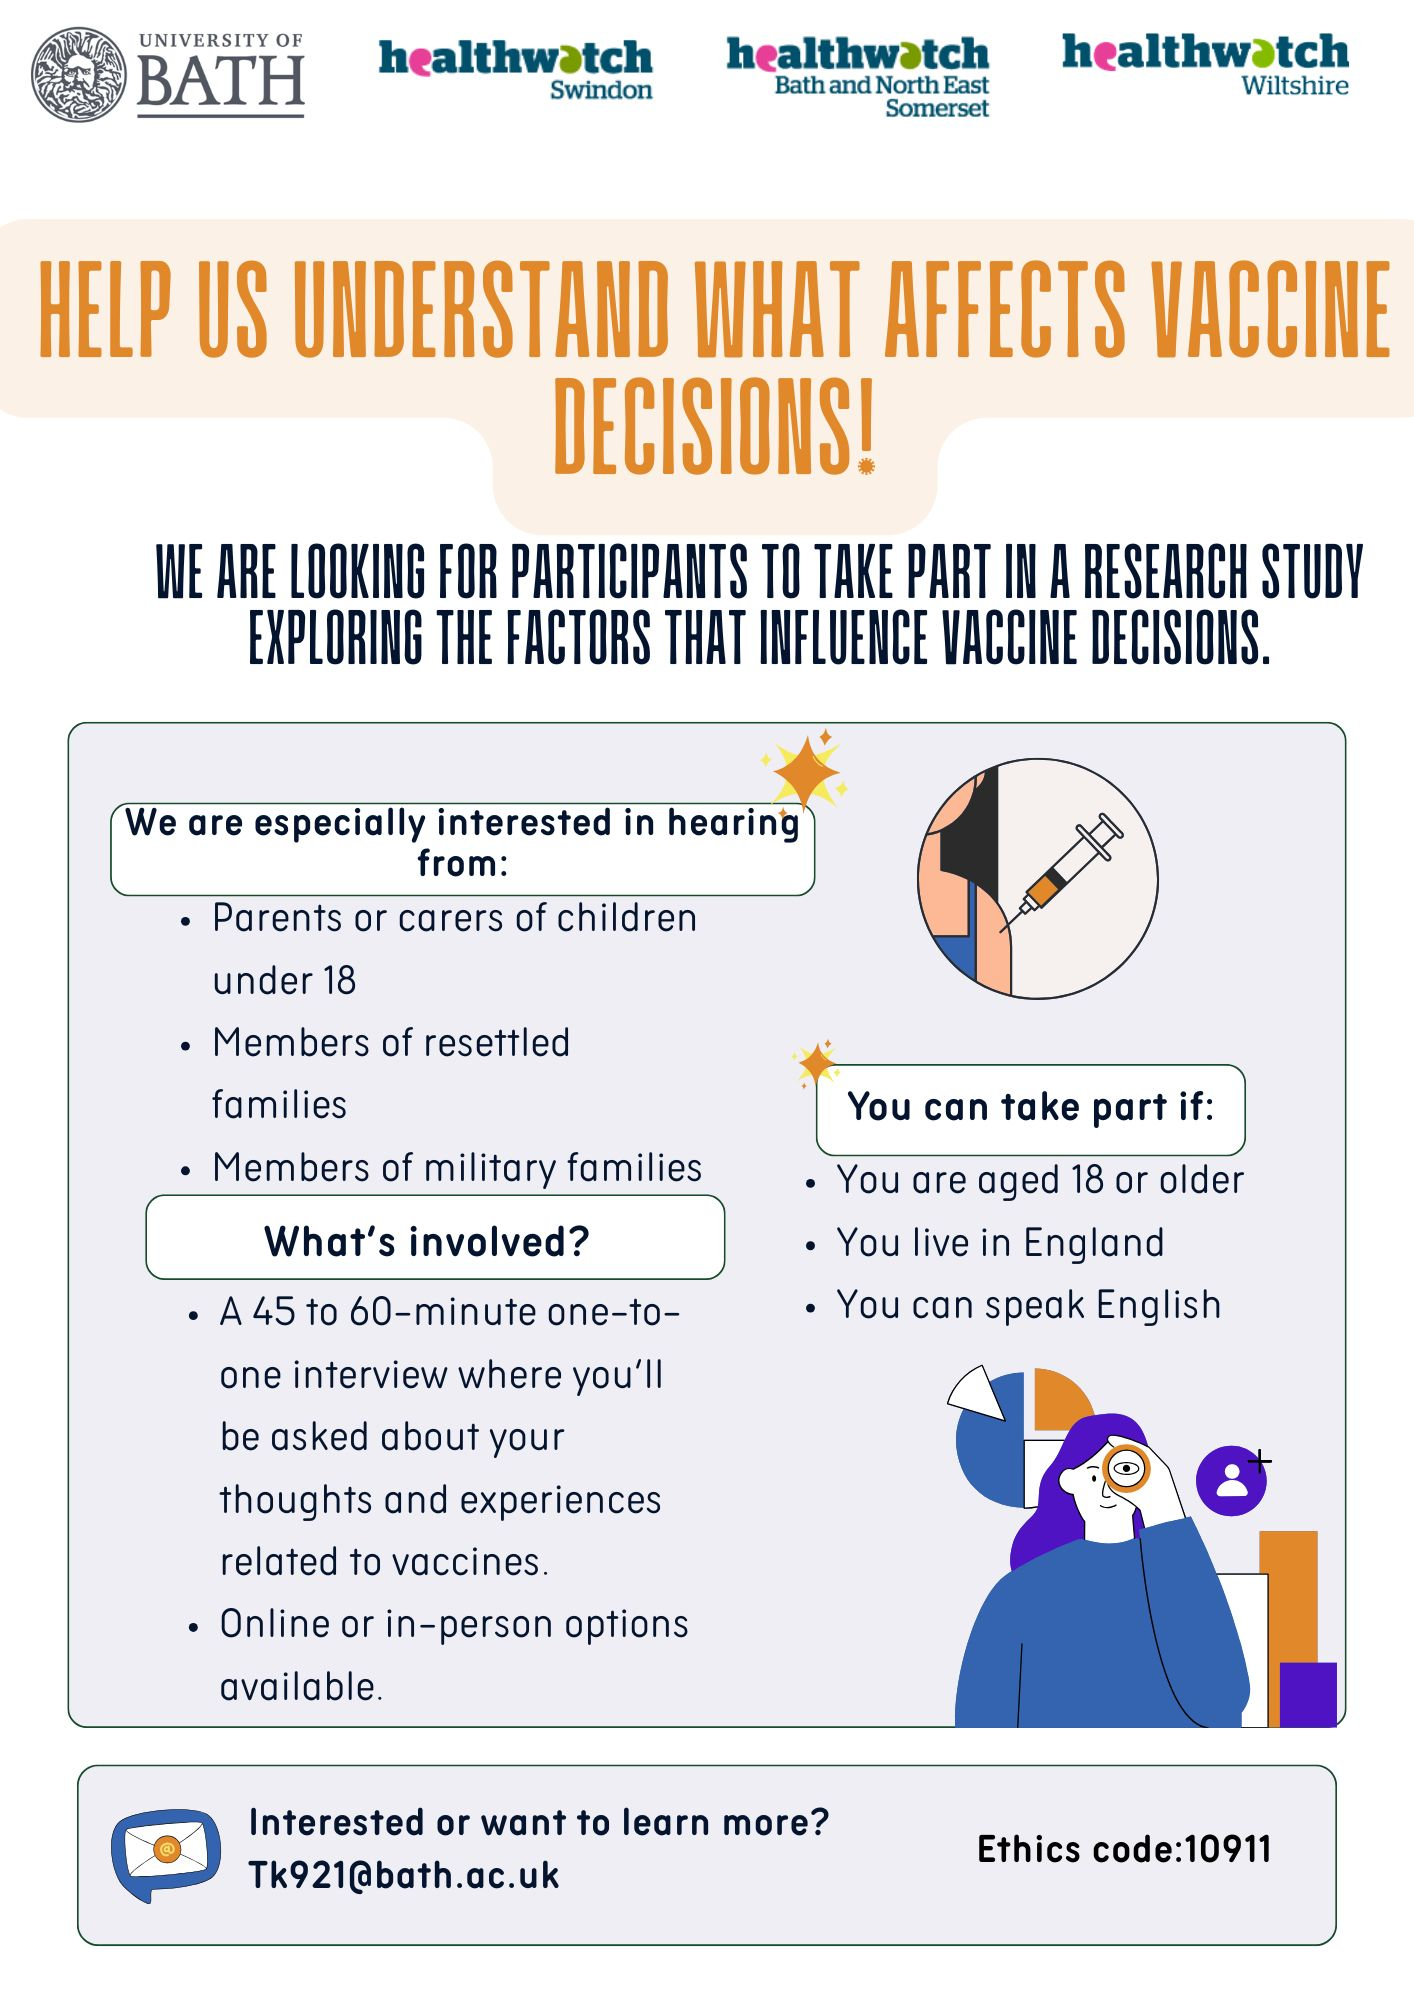 UNIVERSITY OF
BATH
healthwatch
Swindon
healthwatch
Bath and North East
Somerset
healthwatch
Wiltshire
HELP US UNDERSTAND WHAT AFFECTS VACCINE
DECISIONS!
WE ARE LOOKING FOR PARTICIPANTS TO TAKE PART IN A RESEARCH STUDY
EXPLORING THE FACTORS THAT INFLUENCE VACCINE DECISIONS.
We are especially interested in hearing
from:
• Parents or carers of children
under 18
• Members of resettled
families
• Members of military families
What's involved?
• A 45 to 60-minute one-to-
one interview where you'll
be asked about your
thoughts and experiences
related to vaccines.
• Online or in-person options
available.
You can take part if:
• You are aged 18 or older
• You live in England
• You can speak English
@
Interested or want to learn more?
Tk921@bath.ac.uk
Ethics code:10911